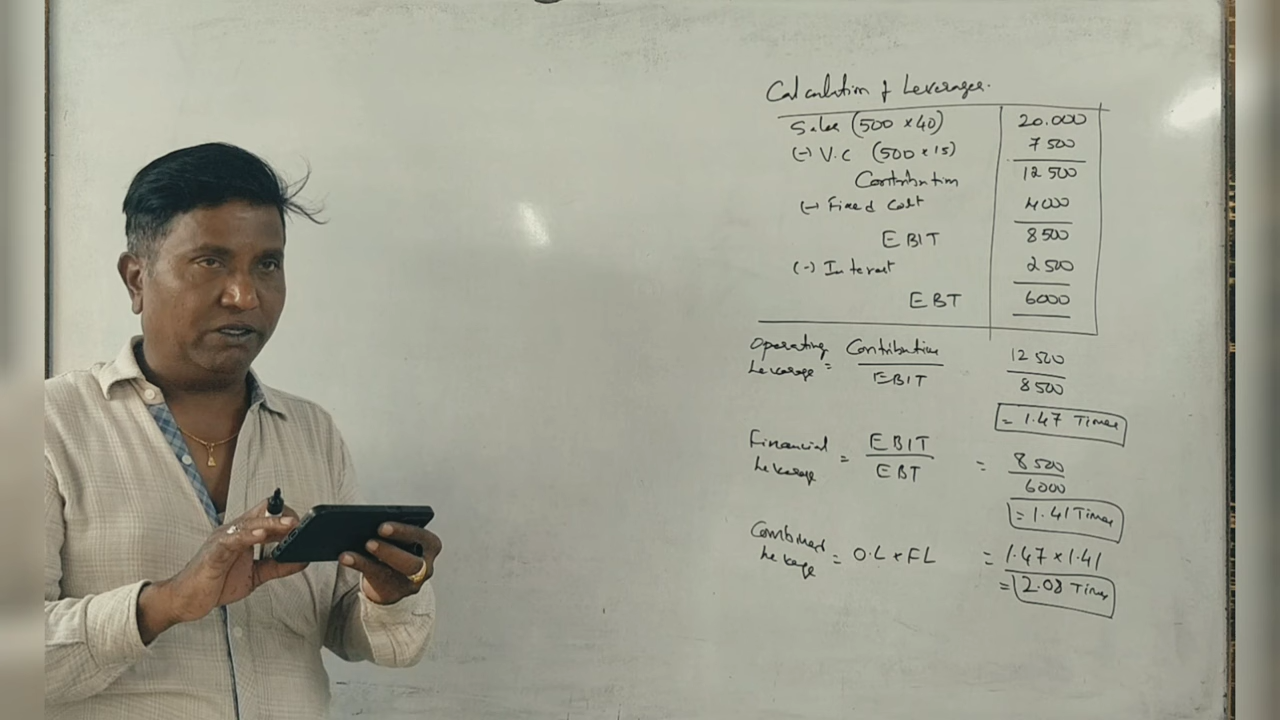 Calculation of Leverages.
Sales (500 × 40) 20.000
(-) V.C (500 × 15) 7500
Contribution 12500
(-) Fixed Cost 4000
EBIT 8500
(-) Interest 2500
EBT 6000
Operating Leverage = Contribution / EBIT 12500 / 8500
= 1.47 Times
Financial Leverage = EBIT / EBT = 8500 / 6000
= 1.41 Times
Combined Leverage = O.L × FL = 1.47 × 1.41
= 2.08 Times